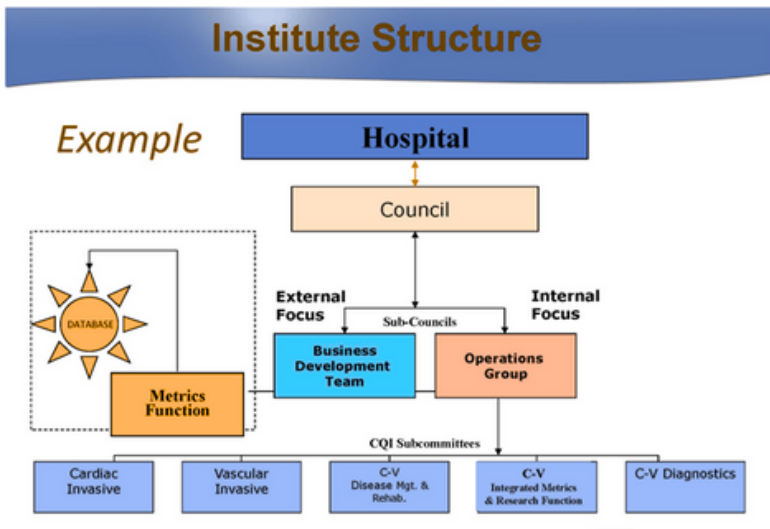 Institute Structure
Example
Hospital
Council
External
Focus
Internal
Focus
Sub-Councils
DATABASE
Business
Development
Team
Operations
Group
Metrics
Function
CQI Subcommittees
Cardiac
Invasive
Vascular
Invasive
C-V
Disease Mgt. &
Rehab.
C-V
Integrated Metrics
& Research Function
C-V Diagnostics